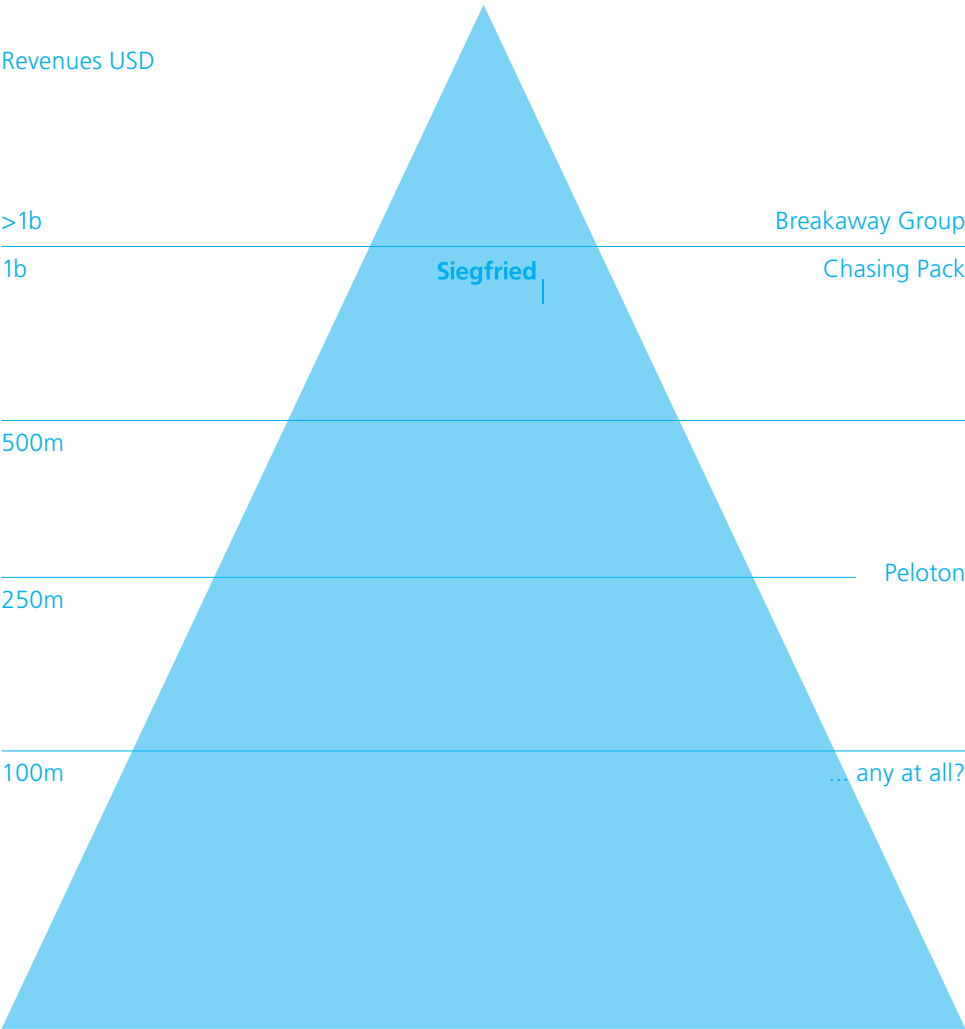 Revenues USD
>1b
Breakaway Group
1b
Siegfried
Chasing Pack
500m
Peloton
250m
100m
... any at all?